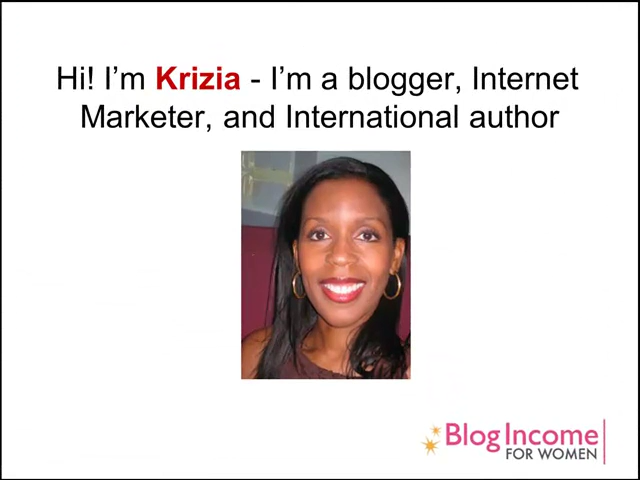 Hi! I'm Krizia - I'm a blogger, Internet
Marketer, and International author
Blog Income
FOR WOMEN